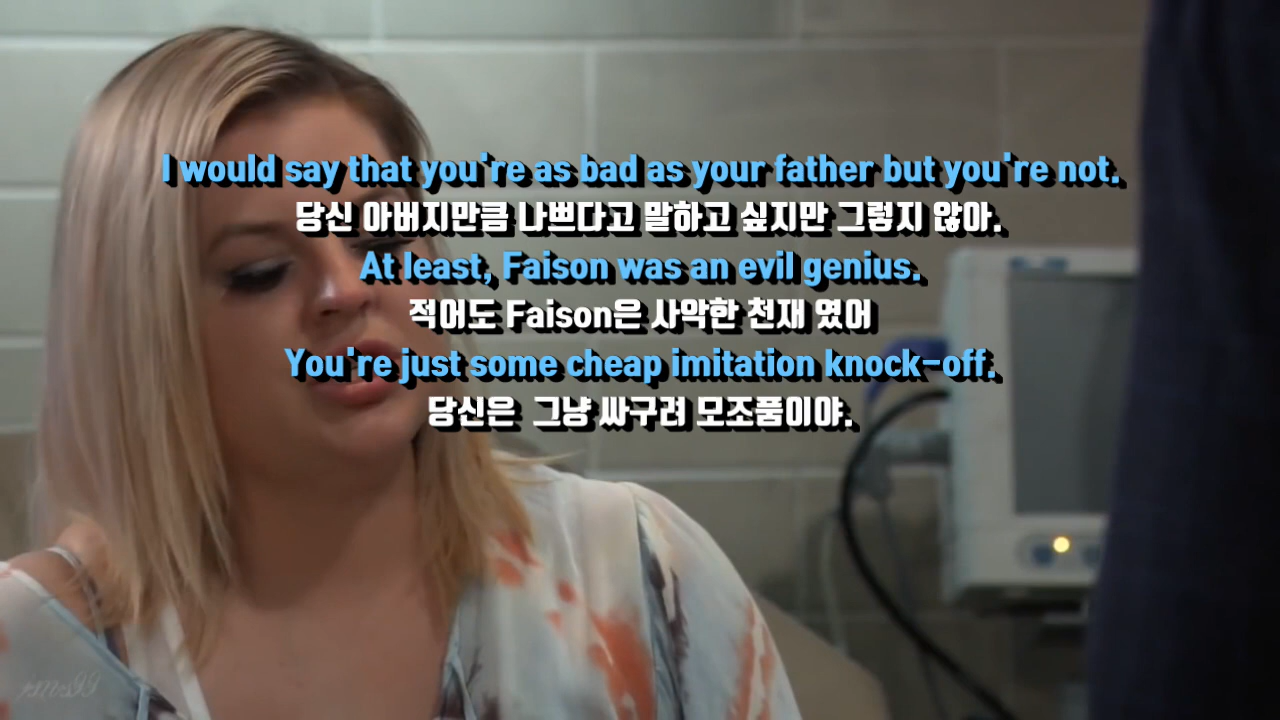 I would say that you're as bad as your father but you're not.
당신 아버지만큼 나쁘다고 말하고 싶지만 그렇지 않아.
At least, Faison was an evil genius.
적어도 Faison은 사악한 천재 였어
You're just some cheap imitation knock-off.
당신은 그냥 싸구려 모조품이야.